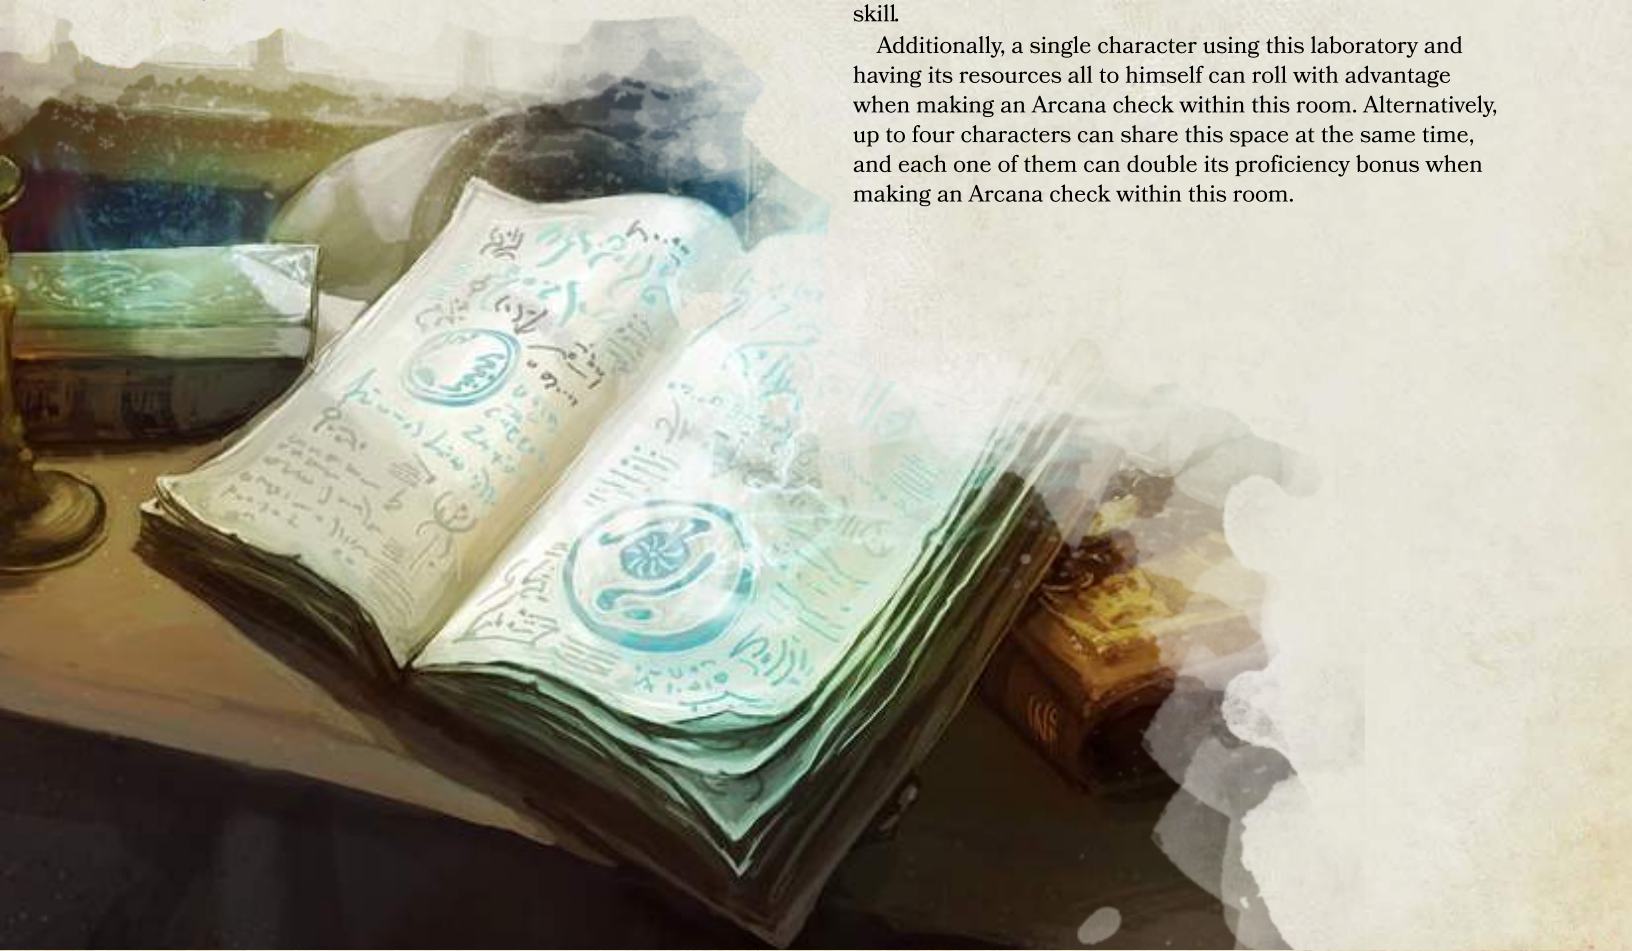 skill.
Additionally, a single character using this laboratory and
having its resources all to himself can roll with advantage
when making an Arcana check within this room. Alternatively,
up to four characters can share this space at the same time,
and each one of them can double its proficiency bonus when
making an Arcana check within this room.